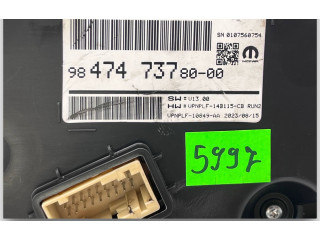 SN 0107560754
98 474 737 80-00
SW: V13.00
HW: VPNPLF-14B115-CB RUN2
VPNPLF-10849-AA 2023/08/15
5997